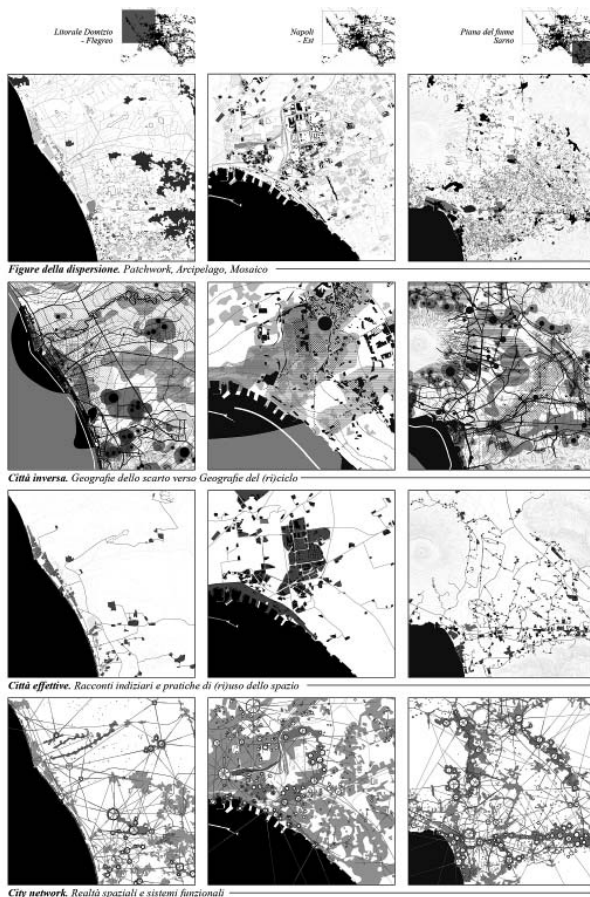 Litorale Domizio
- Flegreo
Napoli
- Est
Piana del fiume
Sarno
Figure della dispersione. Patchwork, Arcipelago, Mosaico
Città inversa. Geografie dello scarto verso Geografie del (ri)ciclo
Città effettive. Racconti indiziari e pratiche di (ri)uso dello spazio
City network. Realtà spaziali e sistemi funzionali